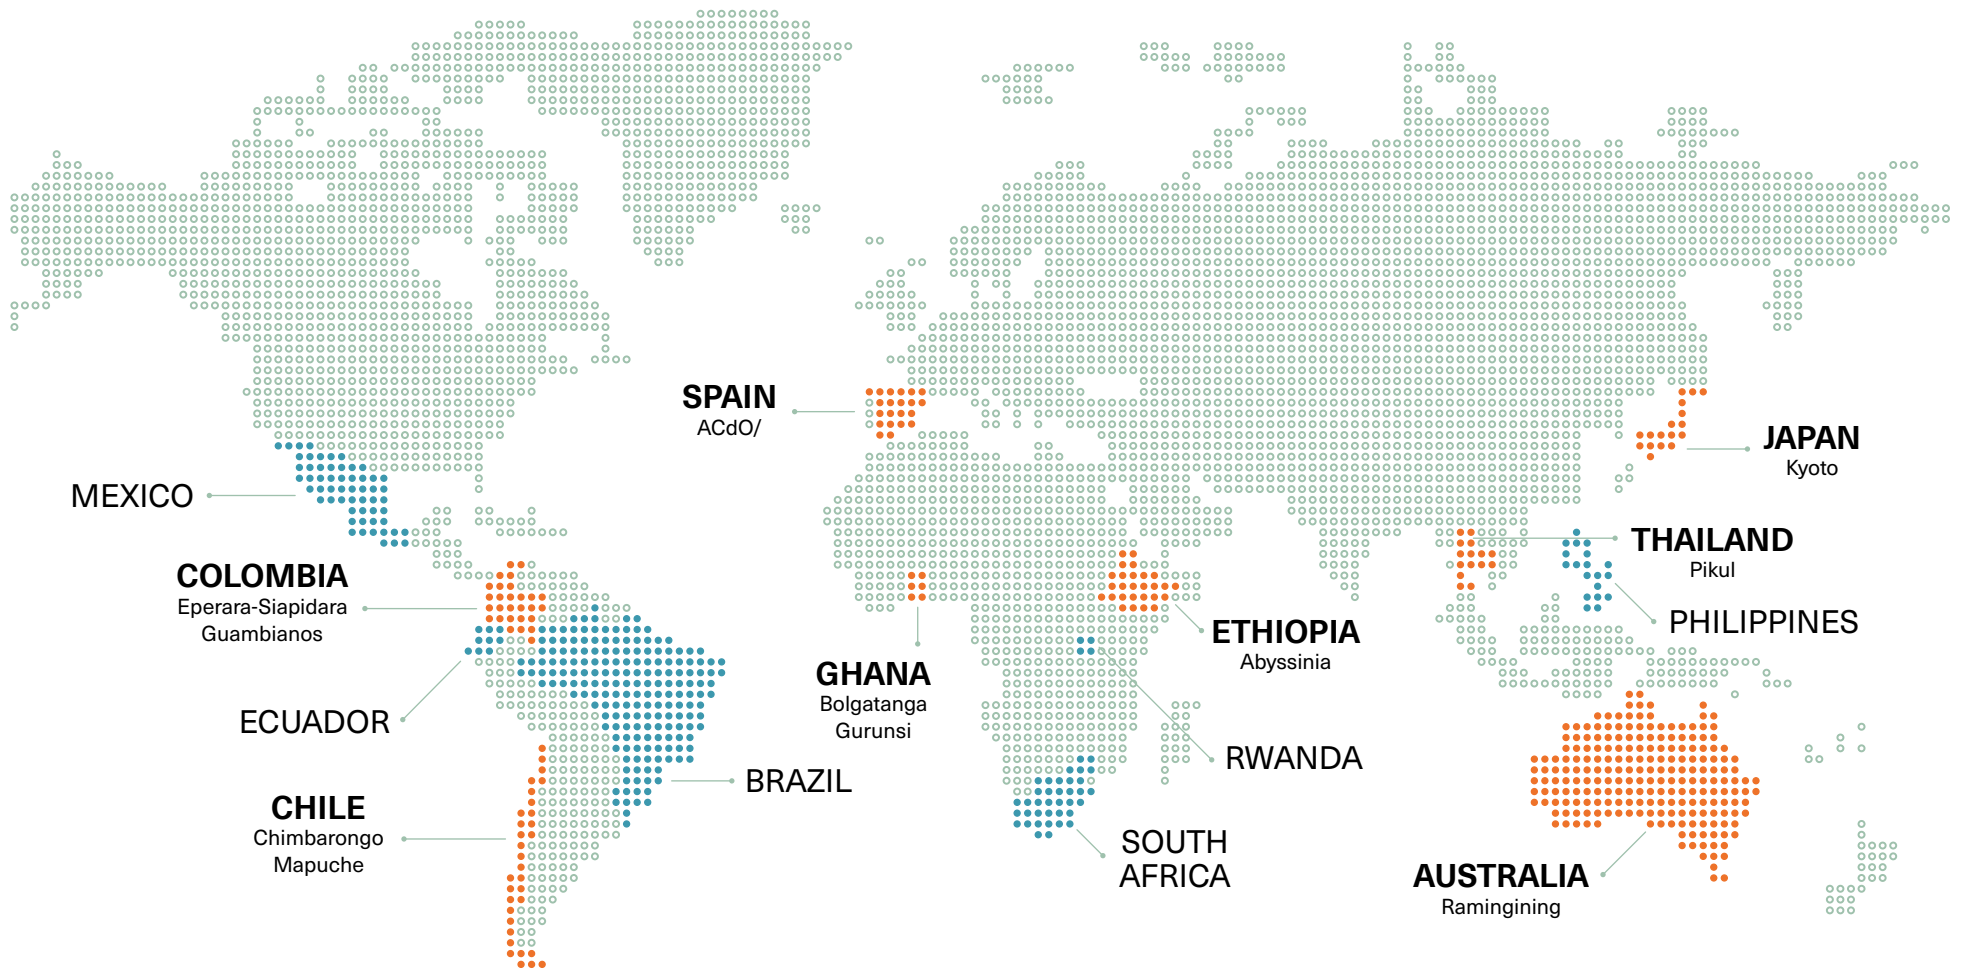 SPAIN
ACdO/
JAPAN
Kyoto
MEXICO
THAILAND
Pikul
COLOMBIA
Eperara-Siapidara
Guambianos
PHILIPPINES
ETHIOPIA
Abyssinia
GHANA
Bolgatanga
Gurunsi
ECUADOR
RWANDA
BRAZIL
CHILE
Chimbarongo
Mapuche
SOUTH
AFRICA
AUSTRALIA
Ramingining